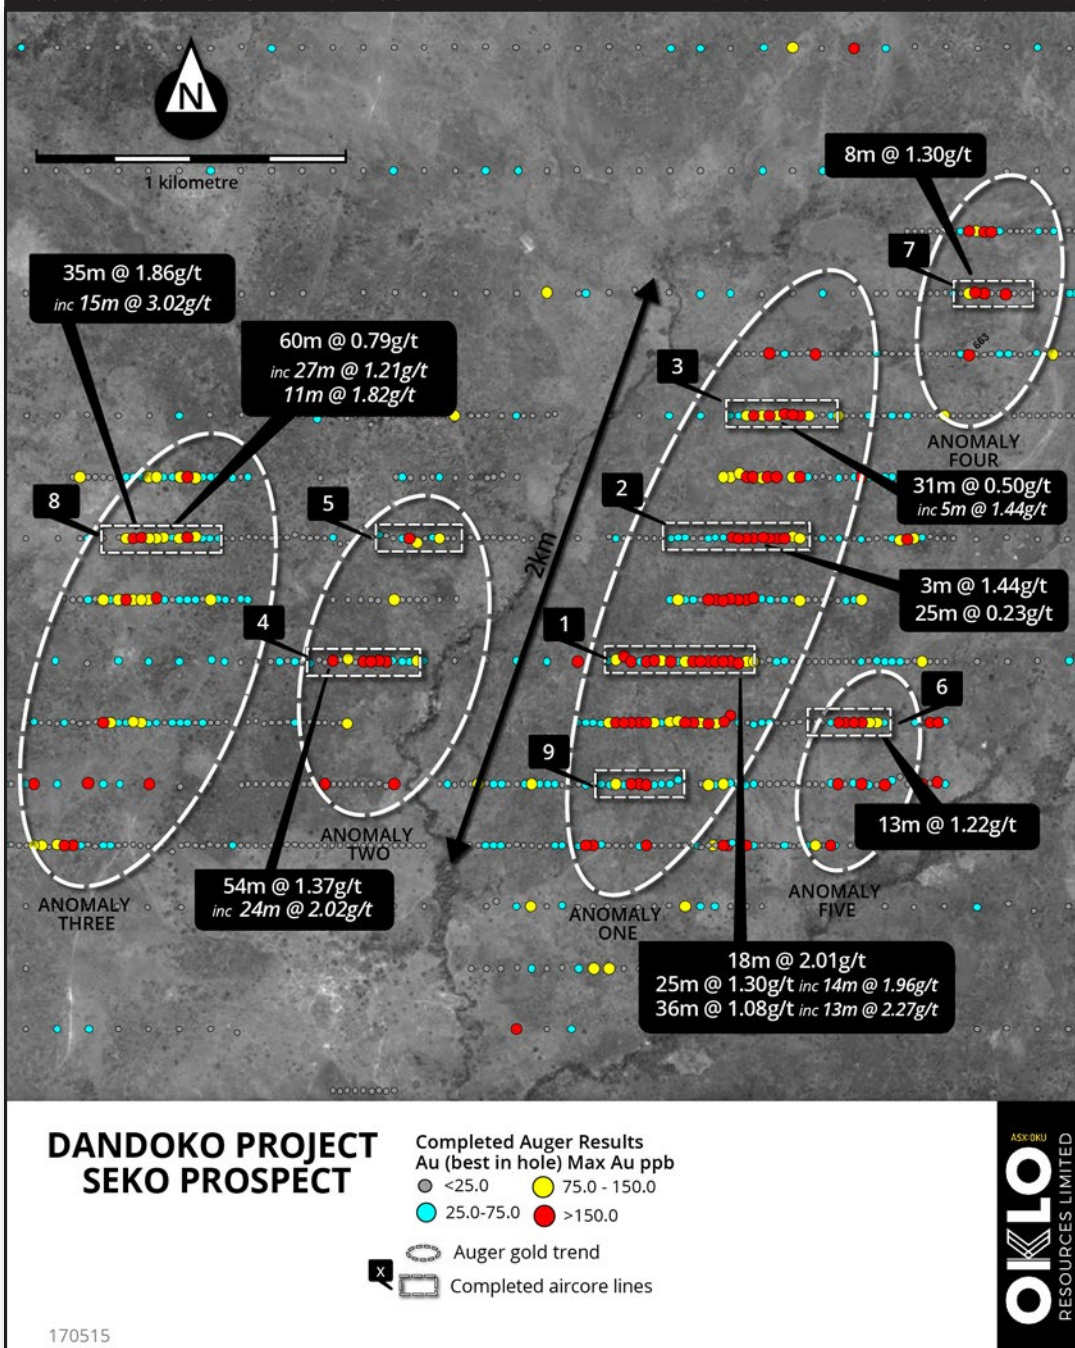 N
1 kilometre
8m @ 1.30g/t
7
35m @ 1.86g/t
inc 15m @ 3.02g/t
60m @ 0.79g/t
inc 27m @ 1.21g/t
11m @ 1.82g/t
663
3
ANOMALY
FOUR
31m @ 0.50g/t
inc 5m @ 1.44g/t
8
5
2
2km
3m @ 1.44g/t
25m @ 0.23g/t
4
1
6
9
13m @ 1.22g/t
ANOMALY
TWO
54m @ 1.37g/t
inc 24m @ 2.02g/t
ANOMALY
THREE
ANOMALY
FIVE
ANOMALY
ONE
18m @ 2.01g/t
25m @ 1.30g/t inc 14m @ 1.96g/t
36m @ 1.08g/t inc 13m @ 2.27g/t
DANDOKO PROJECT
SEKO PROSPECT
Completed Auger Results
Au (best in hole) Max Au ppb
<25.0
75.0 - 150.0
25.0-75.0
>150.0
Auger gold trend
x
Completed aircore lines
ASX:OKU
OKLO
RESOURCES LIMITED
170515